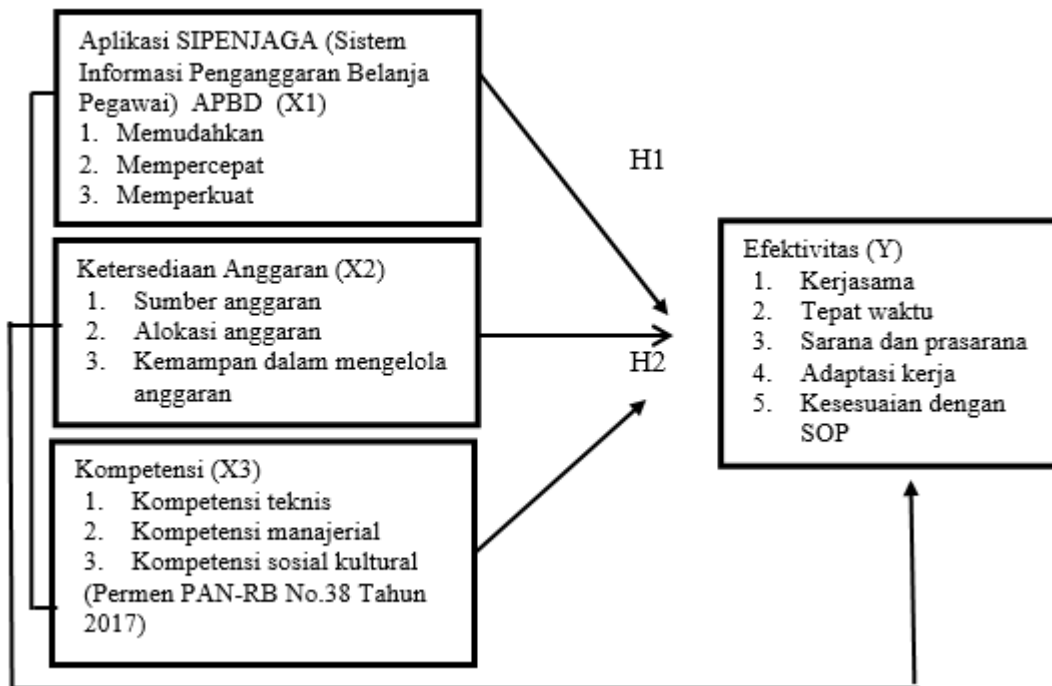 Aplikasi SIPENJAGA (Sistem
Informasi Penganggaran Belanja
Pegawai) APBD (X1)
1. Memudahkan
2. Mempercepat
3. Memperkuat
H1
Ketersediaan Anggaran (X2)
1. Sumber anggaran
2. Alokasi anggaran
3. Kemampan dalam mengelola
anggaran
H2
Efektivitas (Y)
1. Kerjasama
2. Tepat waktu
3. Sarana dan prasarana
4. Adaptasi kerja
5. Kesesuaian dengan
SOP
Kompetensi (X3)
1. Kompetensi teknis
2. Kompetensi manajerial
3. Kompetensi sosial kultural
(Permen PAN-RB No.38 Tahun
2017)